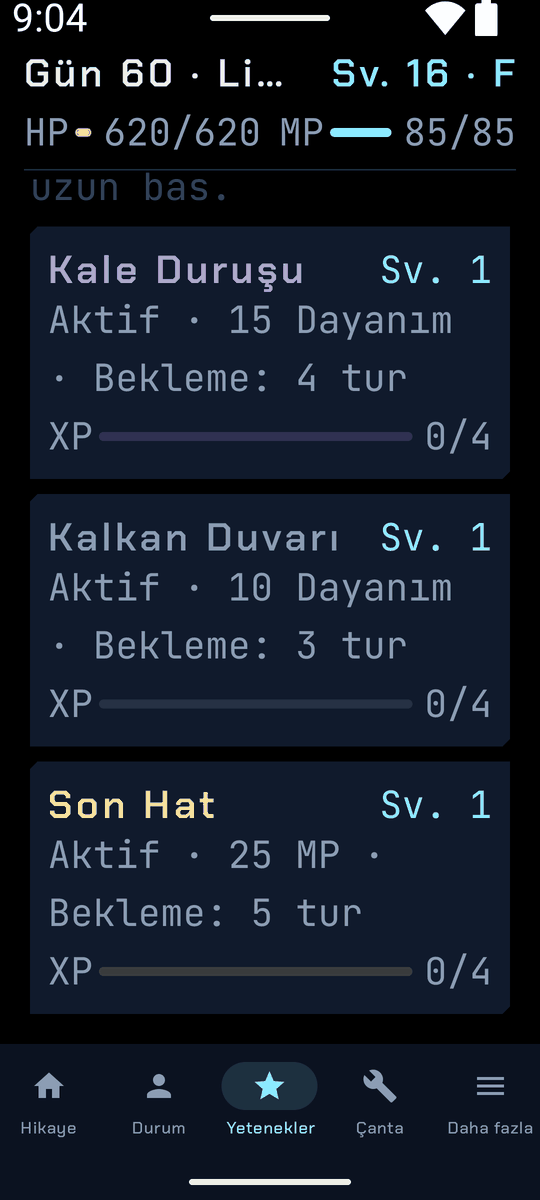 9:04
Gün 60 · Li… Sv. 16 · F
HP 620/620 MP 85/85
uzun bas.
Kale Duruşu Sv. 1
Aktif · 15 Dayanım
· Bekleme: 4 tur
XP 0/4
Kalkan Duvarı Sv. 1
Aktif · 10 Dayanım
· Bekleme: 3 tur
XP 0/4
Son Hat Sv. 1
Aktif · 25 MP ·
Bekleme: 5 tur
XP 0/4
Hikaye Durum Yetenekler Çanta Daha fazla